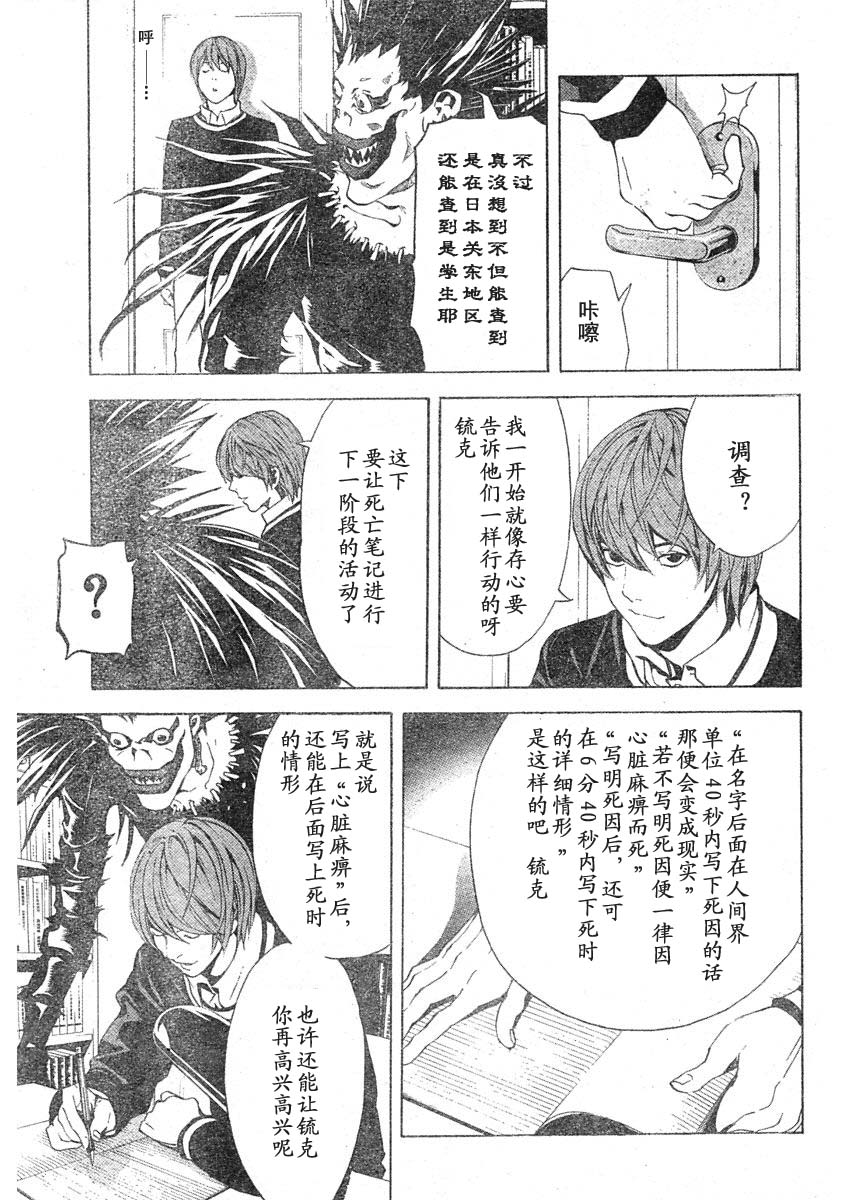 咔嚓
呼
——…
不过
真沒想到不但能查到
是在日本关东地区
还能查到是学生耶
调查？
我一开始就像存心要
告诉他们一样行动的呀
锍克
这下
要让死亡笔记进行
下一阶段的活动了
？
“在名字后面在人间界
单位40秒内写下死因的话
那便会变成现实”
“若不写明死因便一律因
心脏麻痹而死”
“写明死因后，还可
在6分40秒内写下死时
的详细情形”
是这样的吧　锍克
就是说
写上“心脏麻痹”后，
还能在后面写上死时
的情形
也许还能让锍克
你再高兴高兴呢